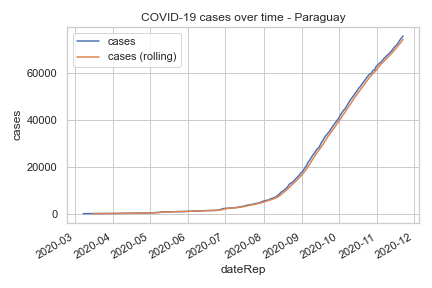 COVID-19 cases over time - Paraguay
cases
cases (rolling)
60000
40000
20000
0
cases
2020-03
2020-04
2020-05
2020-06
2020-07
2020-08
2020-09
2020-10
2020-11
2020-12
dateRep